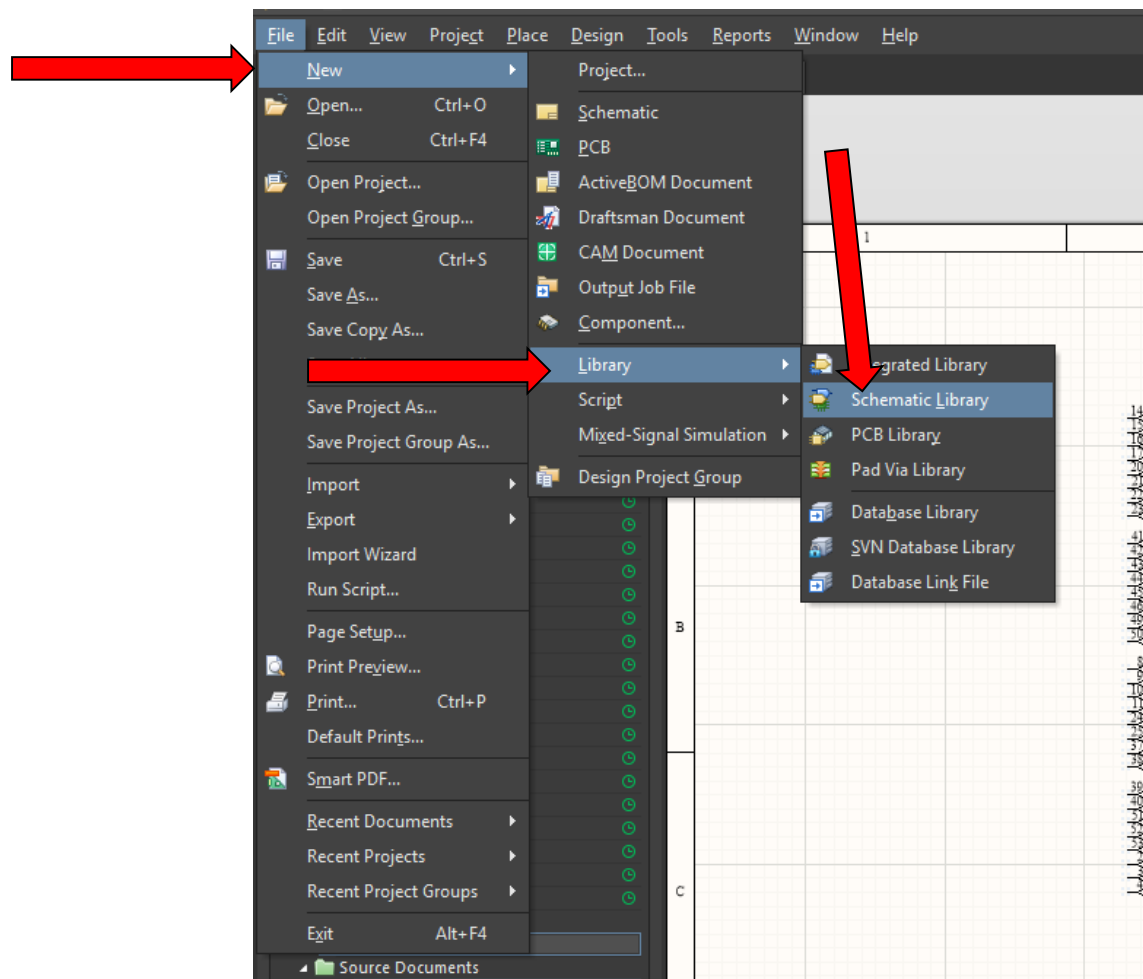 File Edit View Project Place Design Tools Reports Window Help
New
Open... Ctrl+O
Close Ctrl+F4
Open Project...
Open Project Group...
Save Ctrl+S
Save As...
Save Copy As...
Save Project As...
Save Project Group As...
Import
Export
Import Wizard
Run Script...
Page Setup...
Print Preview...
Print... Ctrl+P
Default Prints...
Smart PDF...
Recent Documents
Recent Projects
Recent Project Groups
Exit Alt+F4
Source Documents
Project...
Schematic
PCB
ActiveBOM Document
Draftsman Document
CAM Document
Output Job File
Component...
Library
Script
Mixed-Signal Simulation
Design Project Group
Library
Schematic Library
PCB Library
Pad Via Library
Database Library
SVN Database Library
Database Link File
1
B
C